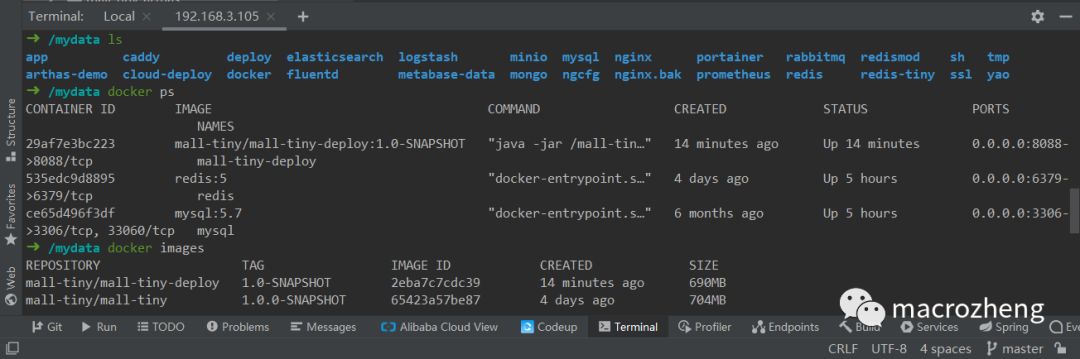 Terminal: Local × 192.168.3.105 × +
→ /mydata ls
app caddy deploy elasticsearch logstash minio mysql nginx portainer rabbitmq redismod sh tmp
arthas-demo cloud-deploy docker fluentd metabase-data mongo ngcfg nginx.bak prometheus redis redis-tiny ssl yao
→ /mydata docker ps
CONTAINER ID IMAGE COMMAND CREATED STATUS PORTS
NAMES
29af7e3bc223 mall-tiny/mall-tiny-deploy:1.0-SNAPSHOT "java -jar /mall-tin…" 14 minutes ago Up 14 minutes 0.0.0.0:8088-
>8088/tcp mall-tiny-deploy
535edc9d8895 redis:5 "docker-entrypoint.s…" 4 days ago Up 5 hours 0.0.0.0:6379-
>6379/tcp redis
ce65d496f3df mysql:5.7 "docker-entrypoint.s…" 6 months ago Up 5 hours 0.0.0.0:3306-
>3306/tcp, 33060/tcp mysql
→ /mydata docker images
REPOSITORY TAG IMAGE ID CREATED SIZE
mall-tiny/mall-tiny-deploy 1.0-SNAPSHOT 2eba7c7cdc39 14 minutes ago 690MB
mall-tiny/mall-tiny 1.0.0-SNAPSHOT 65423a57be87 4 days ago 704MB
Structure
Favorites
Web
macrozheng
Git Run TODO Problems Messages Alibaba Cloud View Codeup Terminal Profiler Endpoints Build Services Spring Eve
CRLF UTF-8 4 spaces master